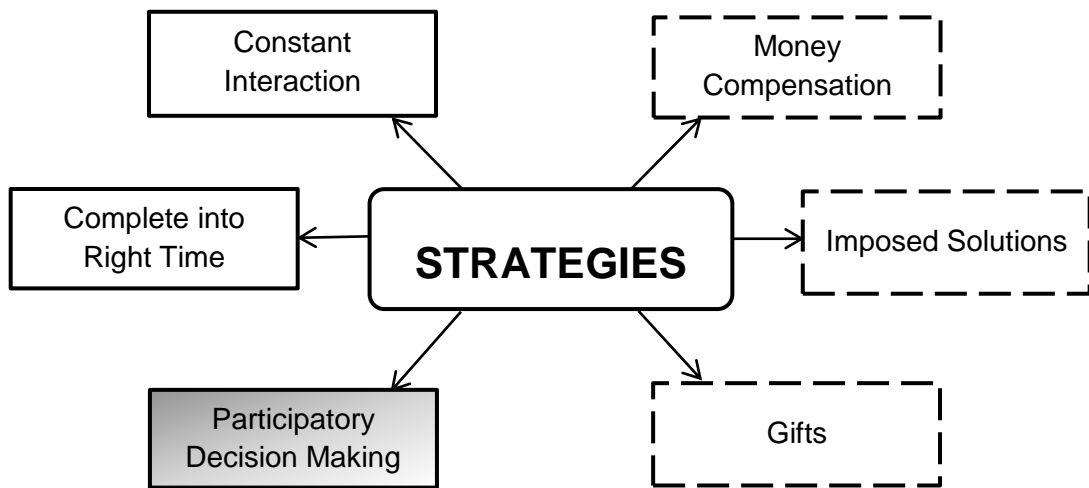 Constant
Interaction
Money
Compensation
Complete into
Right Time
STRATEGIES
Imposed Solutions
Participatory
Decision Making
Gifts